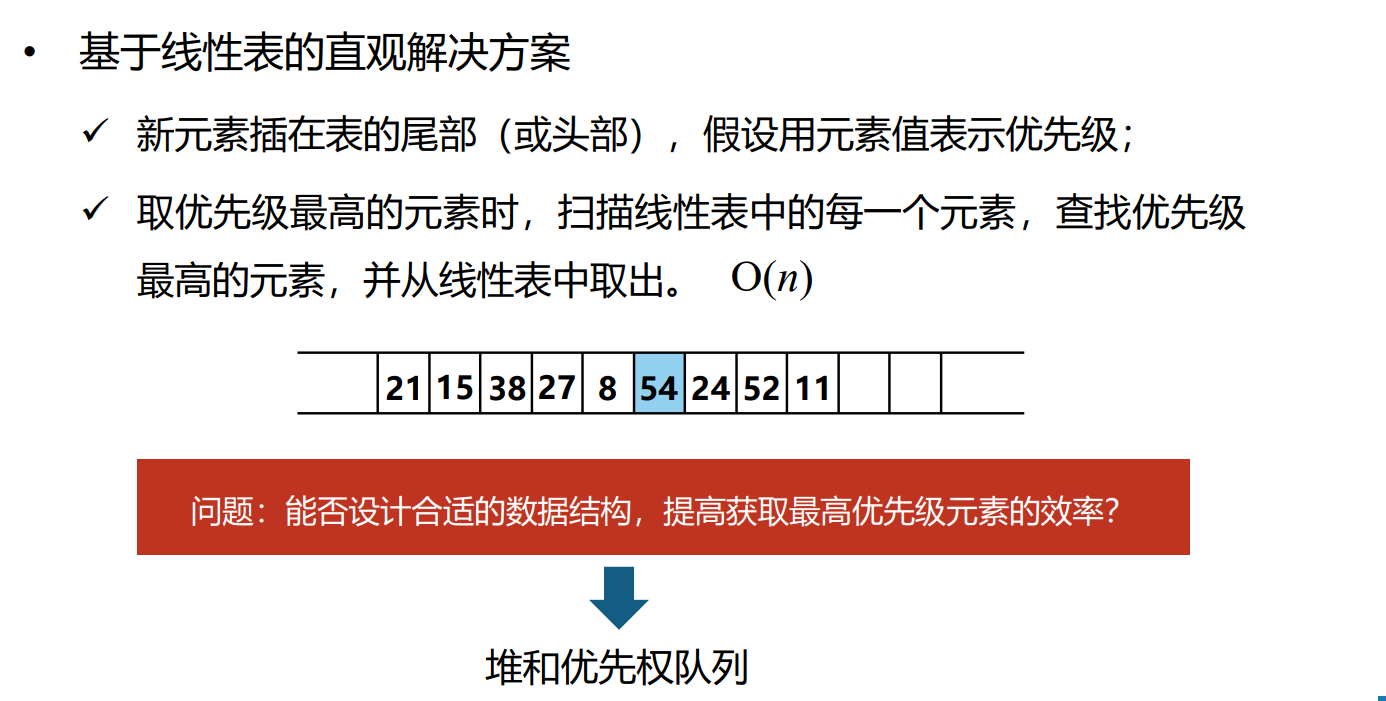 • 基于线性表的直观解决方案
✓ 新元素插在表的尾部（或头部），假设用元素值表示优先级；
✓ 取优先级最高的元素时，扫描线性表中的每一个元素，查找优先级
最高的元素，并从线性表中取出。 O(n)
21 15 38 27 8 54 24 52 11
问题：能否设计合适的数据结构，提高获取最高优先级元素的效率？
堆和优先权队列